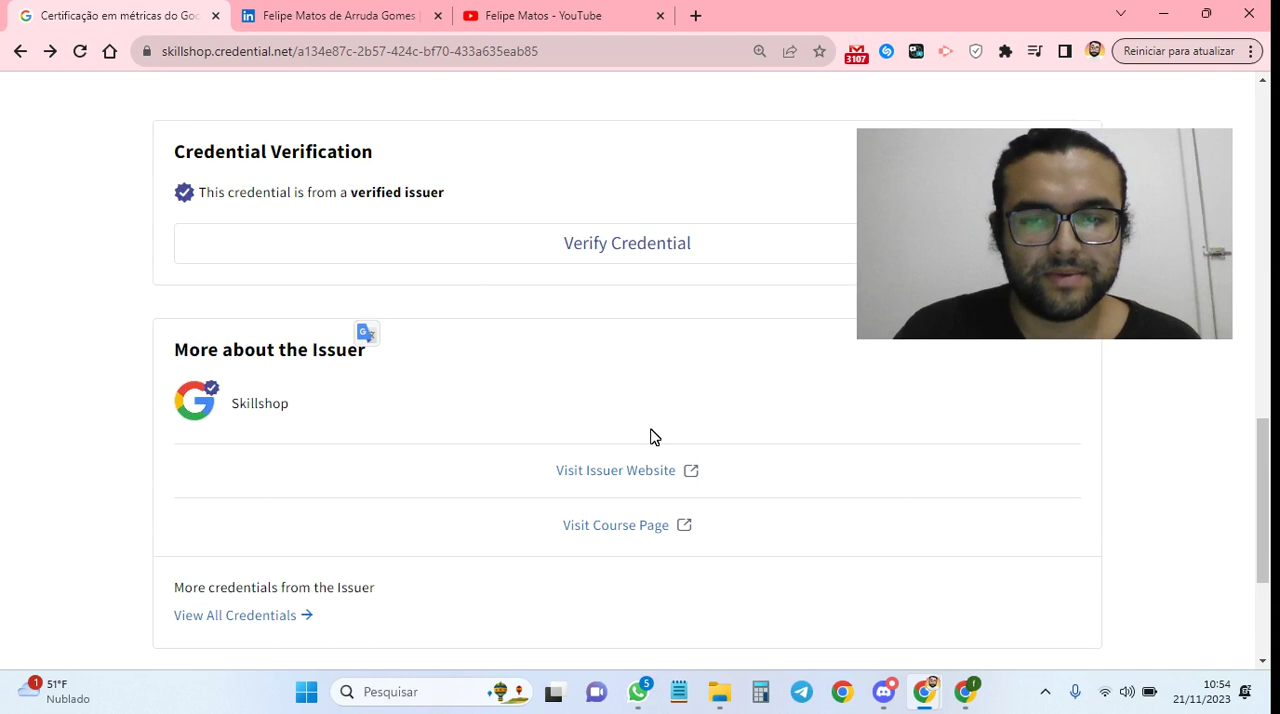 Certificação em métricas do Goo
Felipe Matos de Arruda Gomes |
Felipe Matos - YouTube
skillshop.credential.net/a134e87c-2b57-424c-bf70-433a635eab85
3107
Reiniciar para atualizar
Credential Verification
This credential is from a verified issuer
Verify Credential
More about the Issuer
Skillshop
Visit Issuer Website
Visit Course Page
More credentials from the Issuer
View All Credentials
1
51°F
Nublado
Pesquisar
5
f
10:54
21/11/2023